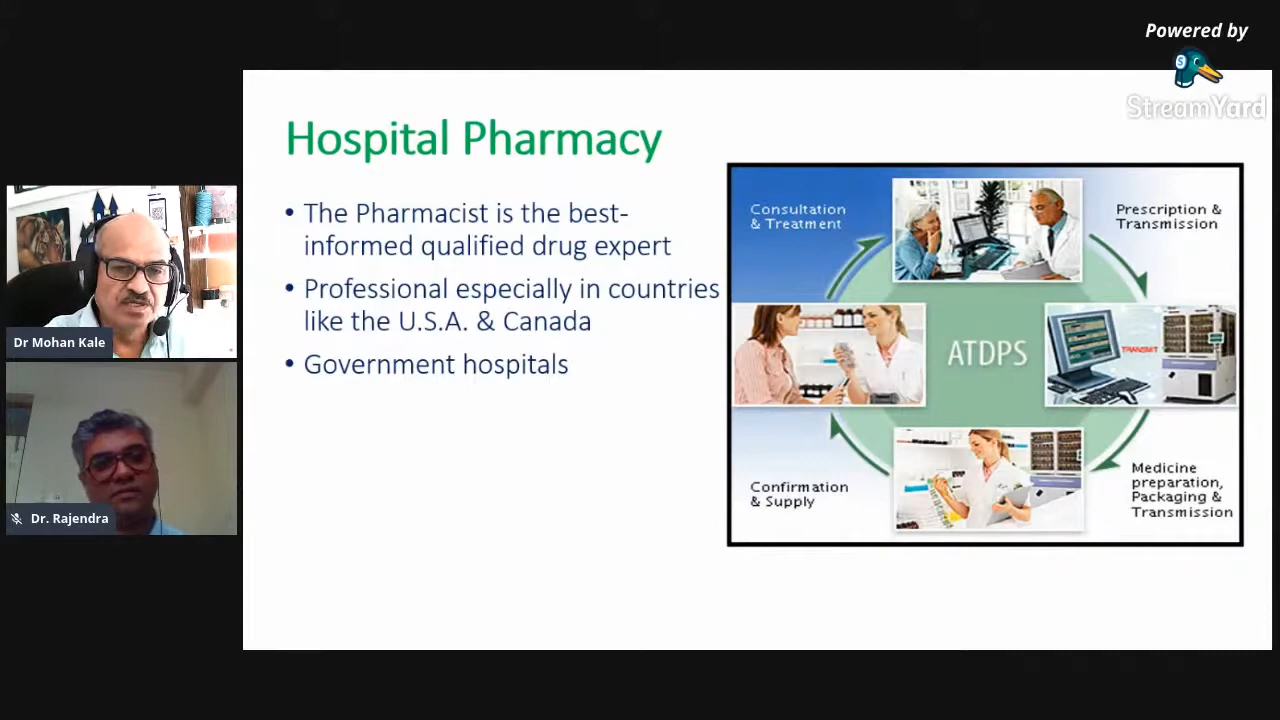 Powered by
StreamYard
Hospital Pharmacy
• The Pharmacist is the best-
informed qualified drug expert
• Professional especially in countries
like the U.S.A. & Canada
• Government hospitals
Consultation
& Treatment
Prescription &
Transmission
ATDPS
TRANSMIT
Confirmation
& Supply
Medicine
preparation,
Packaging &
Transmission
Dr Mohan Kale
Dr. Rajendra